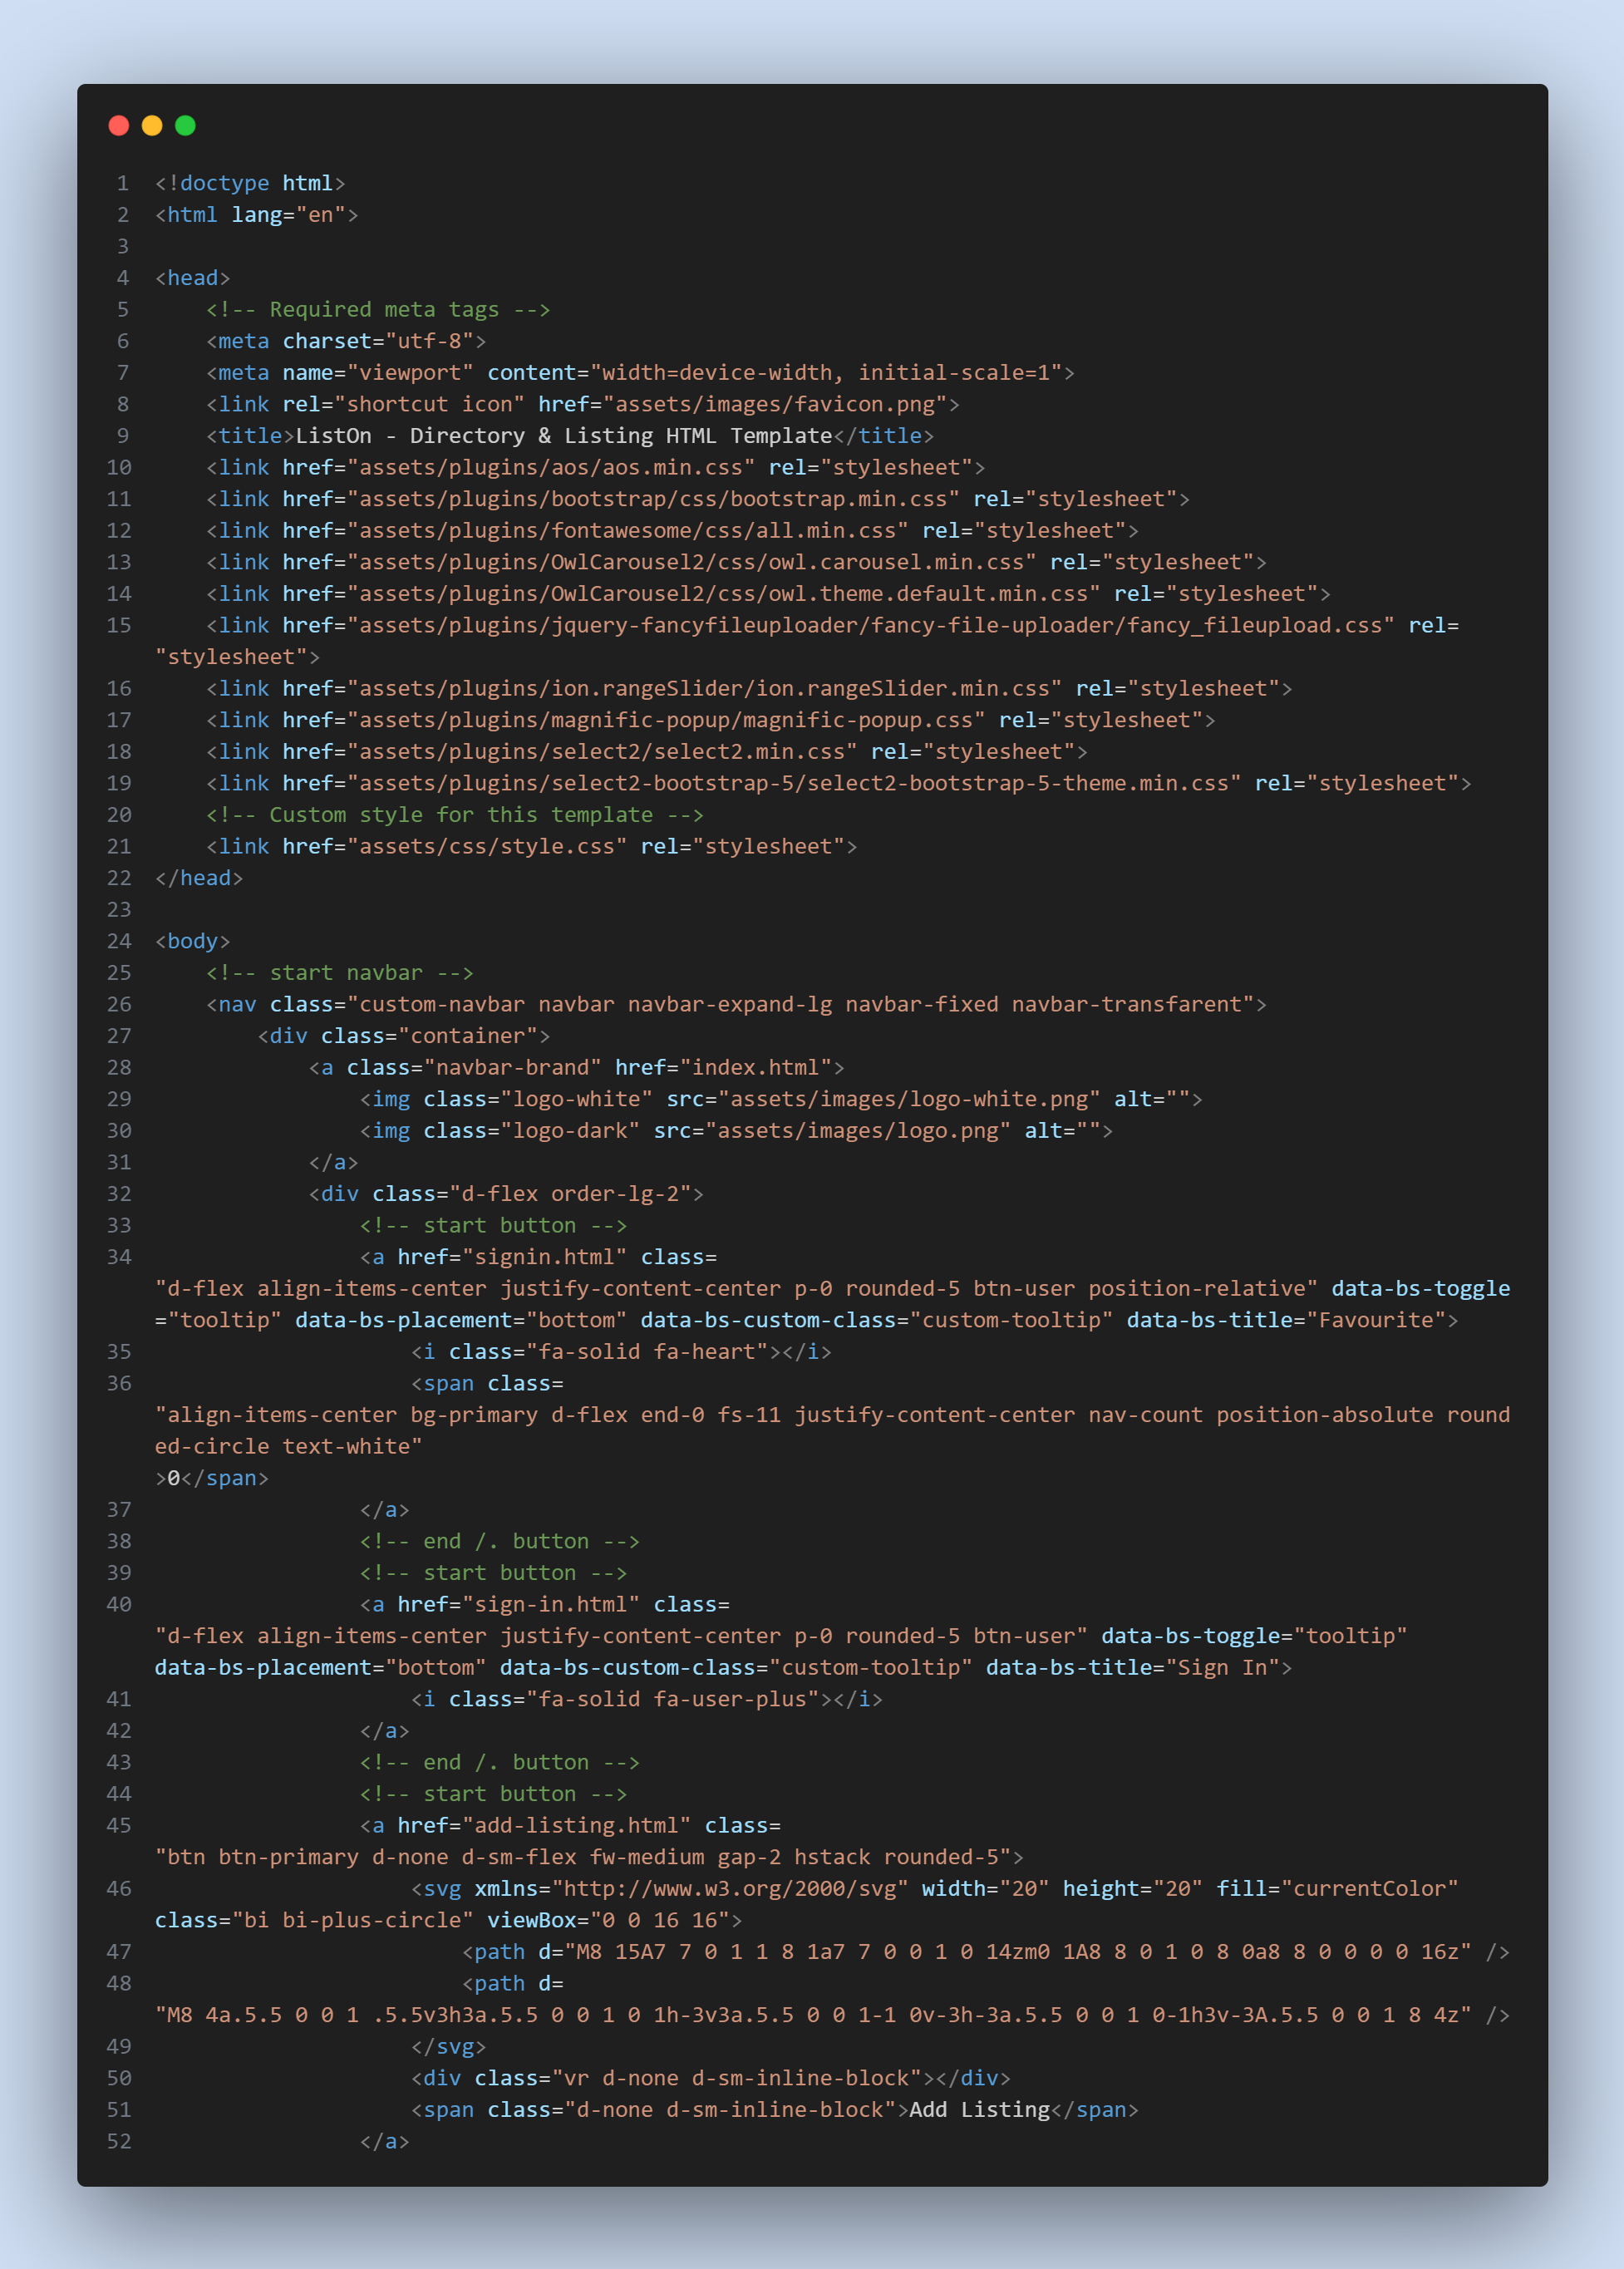 1 <!doctype html>
2 <html lang="en">
3
4 <head>
5     <!-- Required meta tags -->
6     <meta charset="utf-8">
7     <meta name="viewport" content="width=device-width, initial-scale=1">
8     <link rel="shortcut icon" href="assets/images/favicon.png">
9     <title>ListOn - Directory & Listing HTML Template</title>
10     <link href="assets/plugins/aos/aos.min.css" rel="stylesheet">
11     <link href="assets/plugins/bootstrap/css/bootstrap.min.css" rel="stylesheet">
12     <link href="assets/plugins/fontawesome/css/all.min.css" rel="stylesheet">
13     <link href="assets/plugins/OwlCarousel2/css/owl.carousel.min.css" rel="stylesheet">
14     <link href="assets/plugins/OwlCarousel2/css/owl.theme.default.min.css" rel="stylesheet">
15     <link href="assets/plugins/jquery-fancyfileuploader/fancy-file-uploader/fancy_fileupload.css" rel=
"stylesheet">
16     <link href="assets/plugins/ion.rangeSlider/ion.rangeSlider.min.css" rel="stylesheet">
17     <link href="assets/plugins/magnific-popup/magnific-popup.css" rel="stylesheet">
18     <link href="assets/plugins/select2/select2.min.css" rel="stylesheet">
19     <link href="assets/plugins/select2-bootstrap-5/select2-bootstrap-5-theme.min.css" rel="stylesheet">
20     <!-- Custom style for this template -->
21     <link href="assets/css/style.css" rel="stylesheet">
22 </head>
23
24 <body>
25     <!-- start navbar -->
26     <nav class="custom-navbar navbar navbar-expand-lg navbar-fixed navbar-transfarent">
27         <div class="container">
28             <a class="navbar-brand" href="index.html">
29                 <img class="logo-white" src="assets/images/logo-white.png" alt="">
30                 <img class="logo-dark" src="assets/images/logo.png" alt="">
31             </a>
32             <div class="d-flex order-lg-2">
33                 <!-- start button -->
34                 <a href="signin.html" class=
"d-flex align-items-center justify-content-center p-0 rounded-5 btn-user position-relative" data-bs-toggle
="tooltip" data-bs-placement="bottom" data-bs-custom-class="custom-tooltip" data-bs-title="Favourite">
35                     <i class="fa-solid fa-heart"></i>
36                     <span class=
"align-items-center bg-primary d-flex end-0 fs-11 justify-content-center nav-count position-absolute round
ed-circle text-white"
>0</span>
37                 </a>
38                 <!-- end /. button -->
39                 <!-- start button -->
40                 <a href="sign-in.html" class=
"d-flex align-items-center justify-content-center p-0 rounded-5 btn-user" data-bs-toggle="tooltip"
data-bs-placement="bottom" data-bs-custom-class="custom-tooltip" data-bs-title="Sign In">
41                     <i class="fa-solid fa-user-plus"></i>
42                 </a>
43                 <!-- end /. button -->
44                 <!-- start button -->
45                 <a href="add-listing.html" class=
"btn btn-primary d-none d-sm-flex fw-medium gap-2 hstack rounded-5">
46                     <svg xmlns="http://www.w3.org/2000/svg" width="20" height="20" fill="currentColor"
class="bi bi-plus-circle" viewBox="0 0 16 16">
47                         <path d="M8 15A7 7 0 1 1 8 1a7 7 0 0 1 0 14zm0 1A8 8 0 1 0 8 0a8 8 0 0 0 0 16z" />
48                         <path d=
"M8 4a.5.5 0 0 1 .5.5v3h3a.5.5 0 0 1 0 1h-3v3a.5.5 0 0 1-1 0v-3h-3a.5.5 0 0 1 0-1h3v-3A.5.5 0 0 1 8 4z" />
49                     </svg>
50                     <div class="vr d-none d-sm-inline-block"></div>
51                     <span class="d-none d-sm-inline-block">Add Listing</span>
52                 </a>